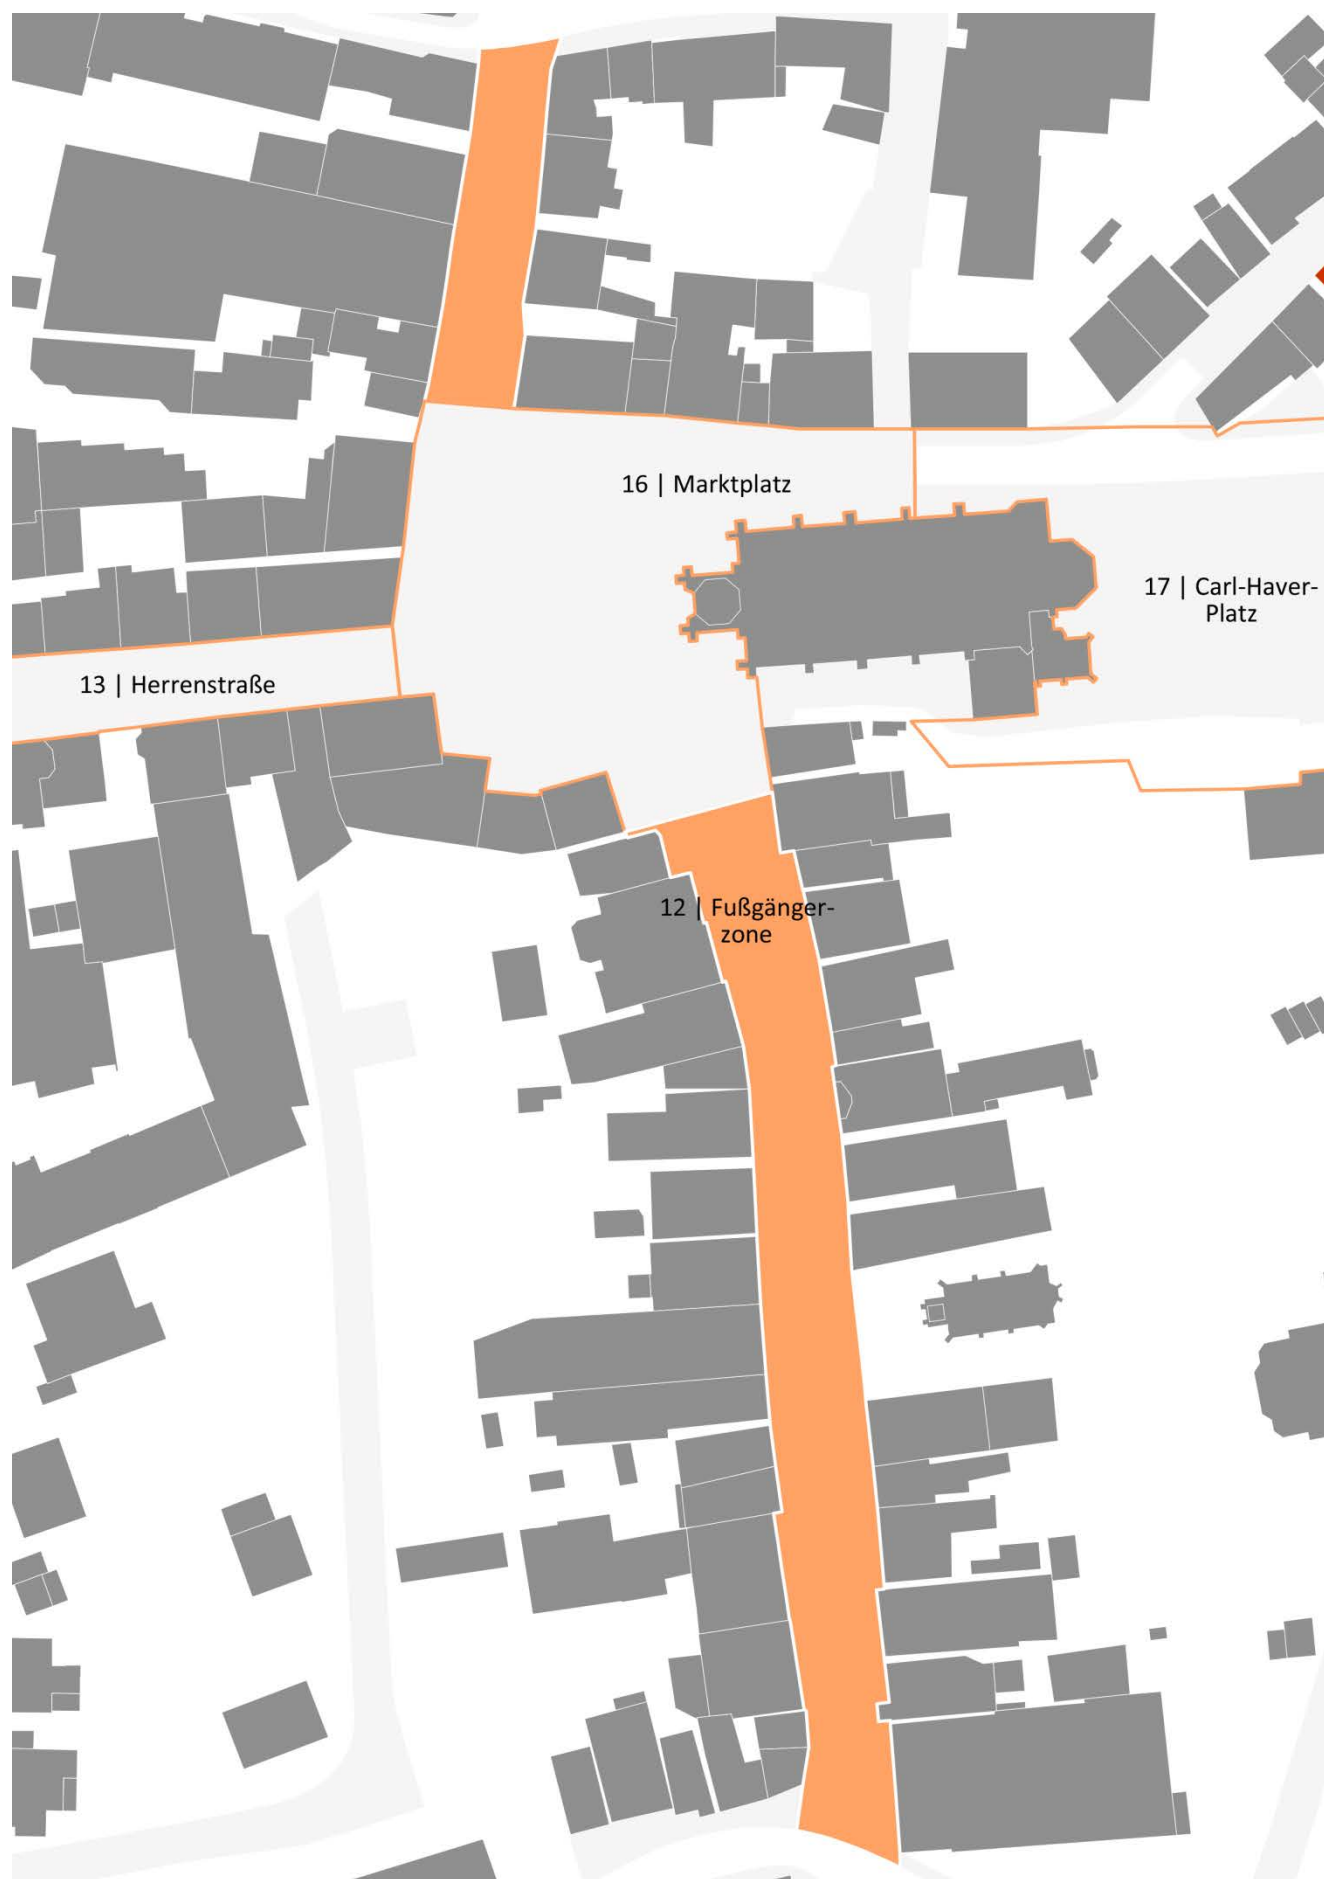 16 | Marktplatz
17 | Carl-Haver-
Platz
13 | Herrenstraße
12 | Fußgänger-
zone